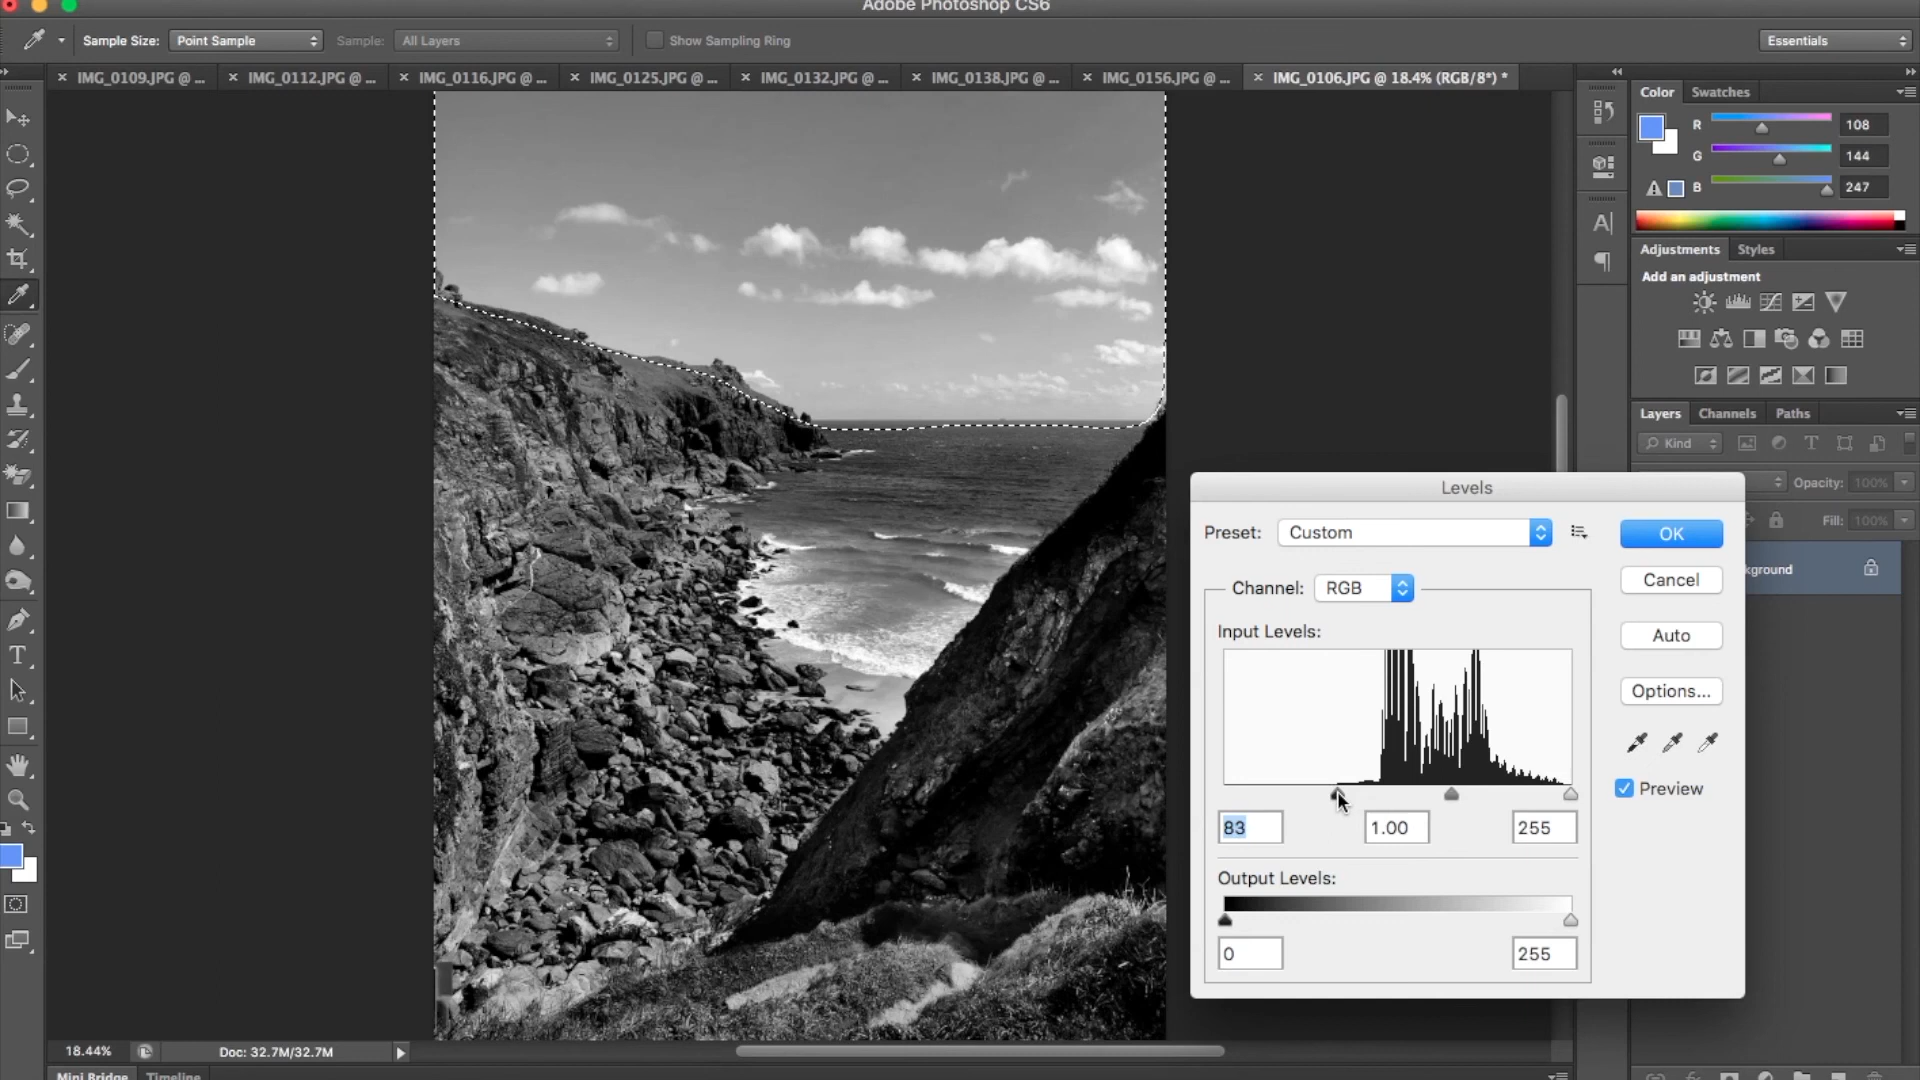 Adobe Photoshop CS6
Sample Size: Point Sample Sample: All Layers Show Sampling Ring Essentials
IMG_0109.JPG @ ... IMG_0112.JPG @ ... IMG_0116.JPG @ ... IMG_0125.JPG @ ... IMG_0132.JPG @ ... IMG_0138.JPG @ ... IMG_0156.JPG @ ... IMG_0106.JPG @ 18.4% (RGB/8*) *
Color Swatches
R 108
G 144
B 247
Adjustments Styles
Add an adjustment
Layers Channels Paths
Kind
Opacity: 100%
Fill: 100%
kground
Levels
Preset: Custom
OK
Cancel
Channel: RGB
Input Levels:
Auto
Options...
Preview
83 1.00 255
Output Levels:
0 255
18.44% Doc: 32.7M/32.7M
Mini Bridge Timeline